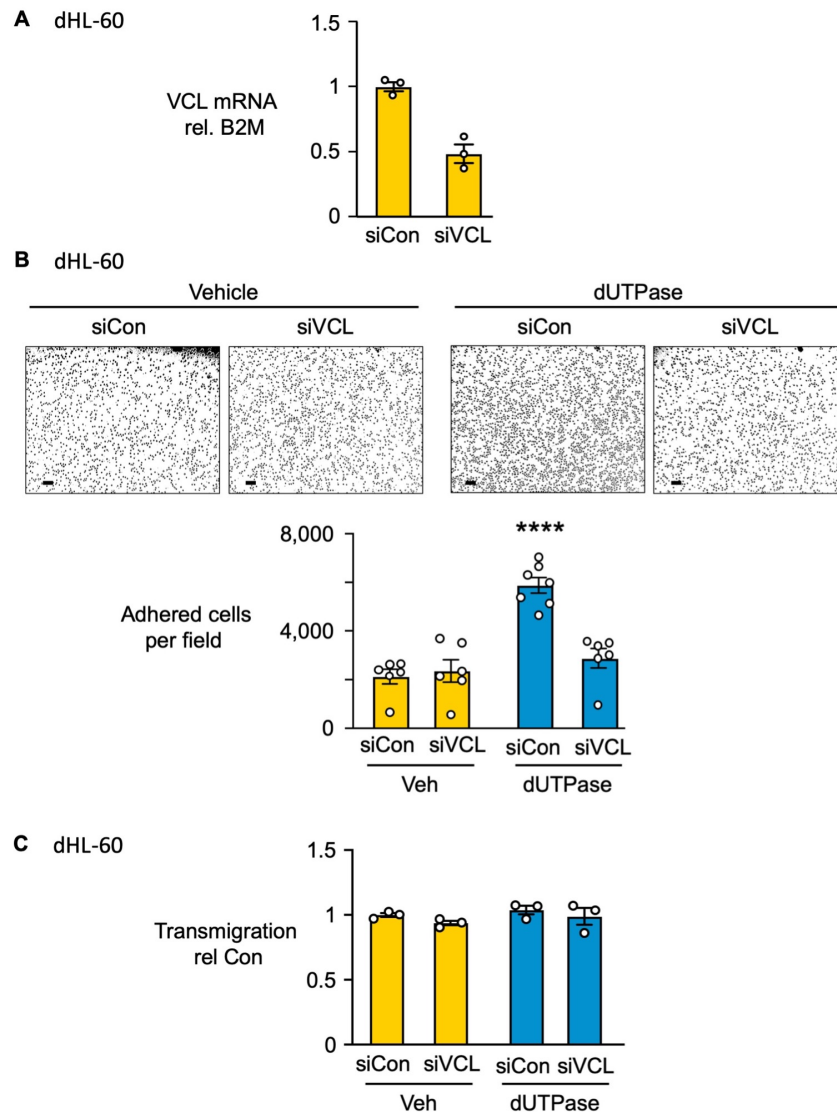 A dHL-60
1.5
VCL mRNA
rel. B2M
1
0.5
0
siCon siVCL
B dHL-60
Vehicle dUTPase
siCon siVCL siCon siVCL
****
8,000
Adhered cells
per field
4,000
0
siCon siVCL siCon siVCL
Veh dUTPase
C dHL-60
1.5
Transmigration
rel Con
1
0.5
0
siCon siVCL siCon siVCL
Veh dUTPase